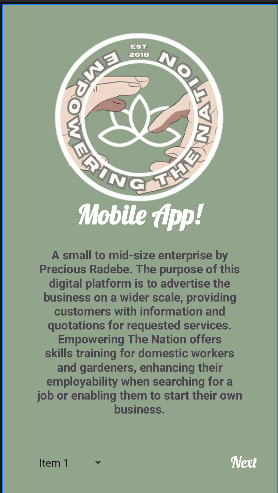 EST.
2018
EMPOWERING THE NATION
Mobile App!
A small to mid-size enterprise by
Precious Radebe. The purpose of this
digital platform is to advertise the
business on a wider scale, providing
customers with information and
quotations for requested services.
Empowering The Nation offers
skills training for domestic workers
and gardeners, enhancing their
employability when searching for a
job or enabling them to start their own
business.
Item 1
Next